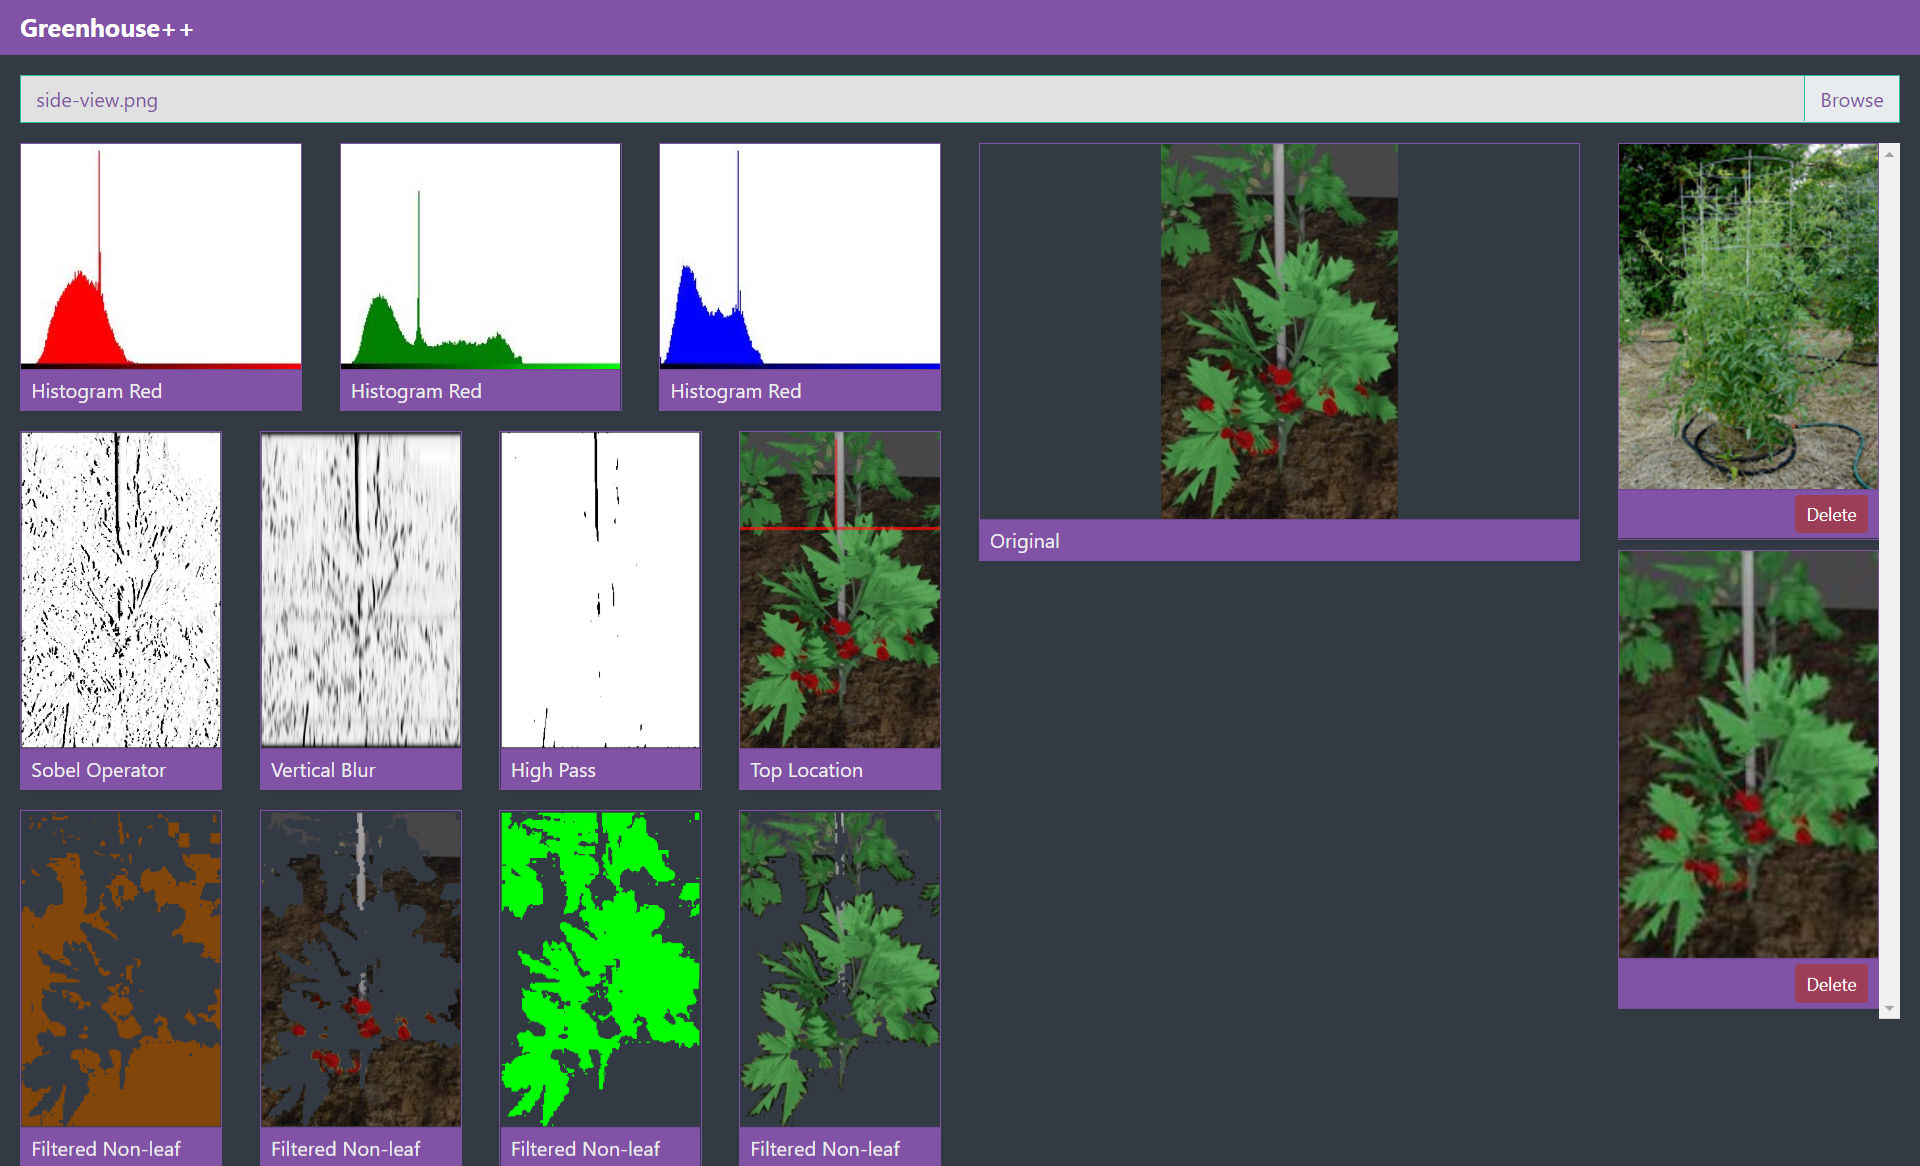 Greenhouse++
side-view.png
Browse
Histogram Red
Histogram Red
Histogram Red
Original
Delete
Sobel Operator
Vertical Blur
High Pass
Top Location
Delete
Filtered Non-leaf
Filtered Non-leaf
Filtered Non-leaf
Filtered Non-leaf